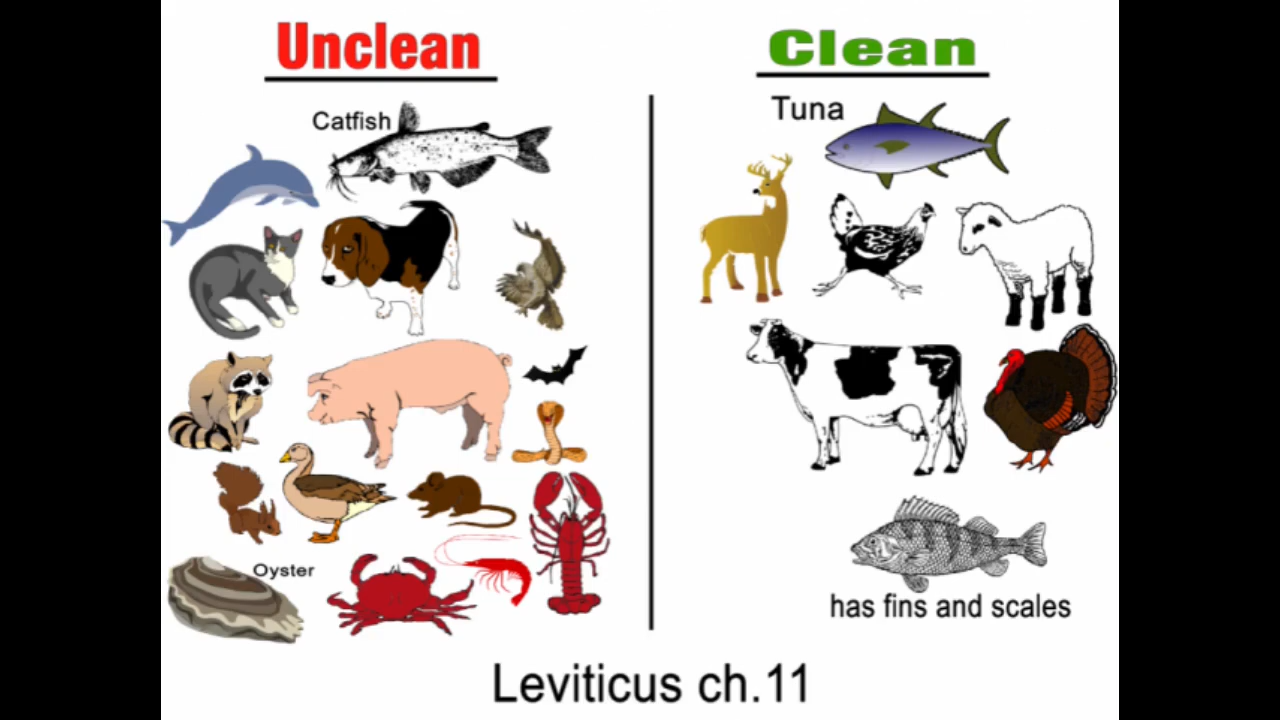 Unclean
Clean
Catfish
Tuna
Oyster
has fins and scales
Leviticus ch.11